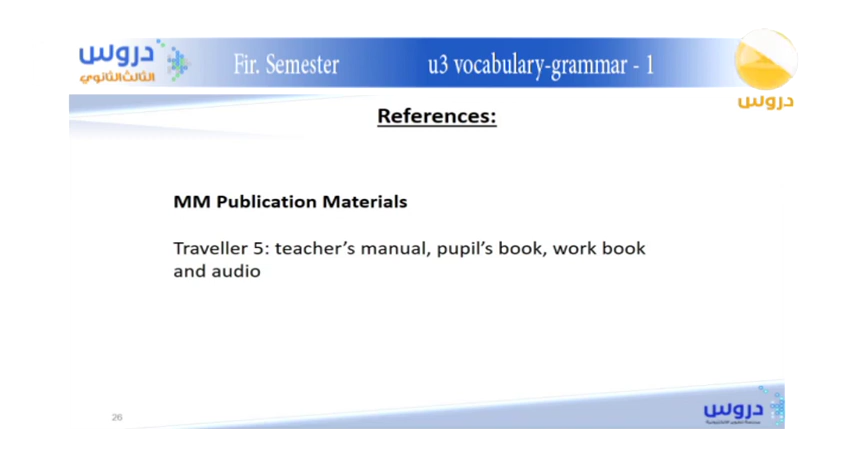 دروس
الثالث الثانوي
Fir. Semester
u3 vocabulary-grammar - 1
دروس
References:
MM Publication Materials
Traveller 5: teacher's manual, pupil's book, work book
and audio
26
دروس